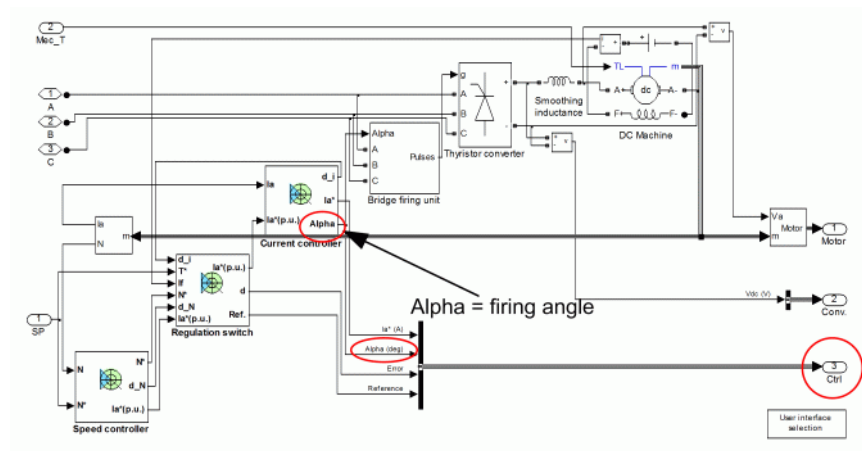 2
Mec_T
1
A
2
B
3
C
g
A
B
C
+
-
Thyristor converter
Smoothing
inductance
+
-
v
+
-
+
-
v
TL
m
A+
dc
A-
F+
F-
DC Machine
+
-
v
Alpha
A
B
C
Pulses
Bridge firing unit
Ia
Ia*(p.u.)
d_i
Ia*
Alpha
Current controller
Ia
N
m
Va
m
Motor
1
Motor
d_i
T*
If
N*
d_N
Ia*(p.u.)
Ia*(p.u.)
d
Ref.
Regulation switch
Alpha = firing angle
Vdc (V)
2
Conv.
1
SP
Ia* (A)
Alpha (deg)
Error
Reference
3
Ctrl
N
N*
N*
d_N
Ia*(p.u.)
Speed controller
User interface
selection